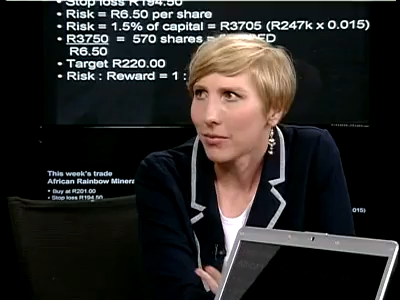 • Stop loss R194.50
• Risk = R6.50 per share
• Risk = 1.5% of capital = R3705 (R247k x 0.015)
• R3750 = 570 shares =
R6.50
• Target R220.00
• Risk : Reward = 1 :
This week's trade
African Rainbow Minera
• Buy at R201.00
• Stop loss R194.50
015)